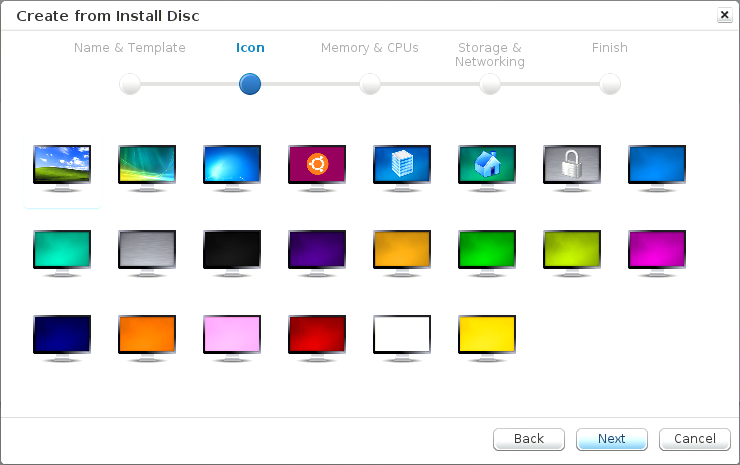 Create from Install Disc
Name & Template
Icon
Memory & CPUs
Storage &
Networking
Finish
Back
Next
Cancel